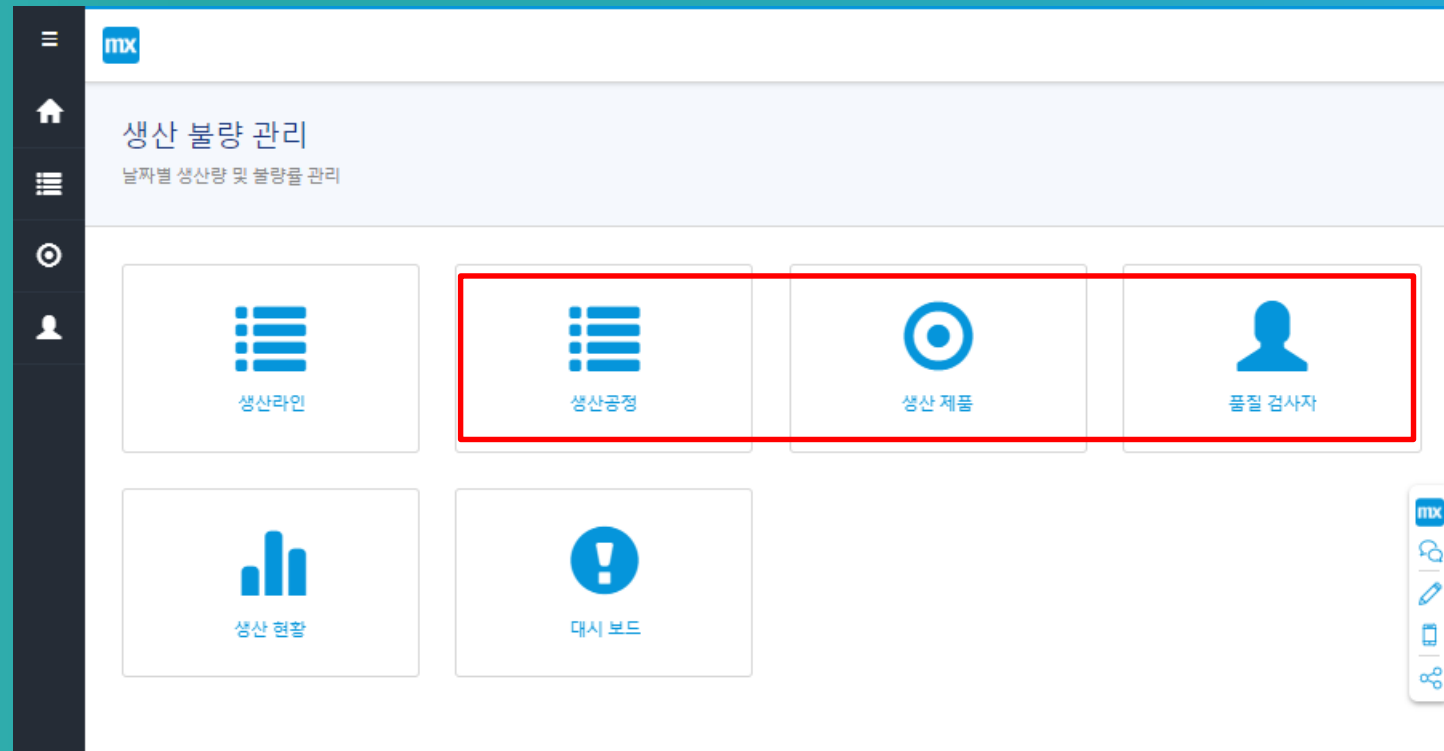 mx
생산 불량 관리
날짜별 생산량 및 불량률 관리
생산라인
생산공정
생산 제품
품질 검사자
생산 현황
대시 보드
mx